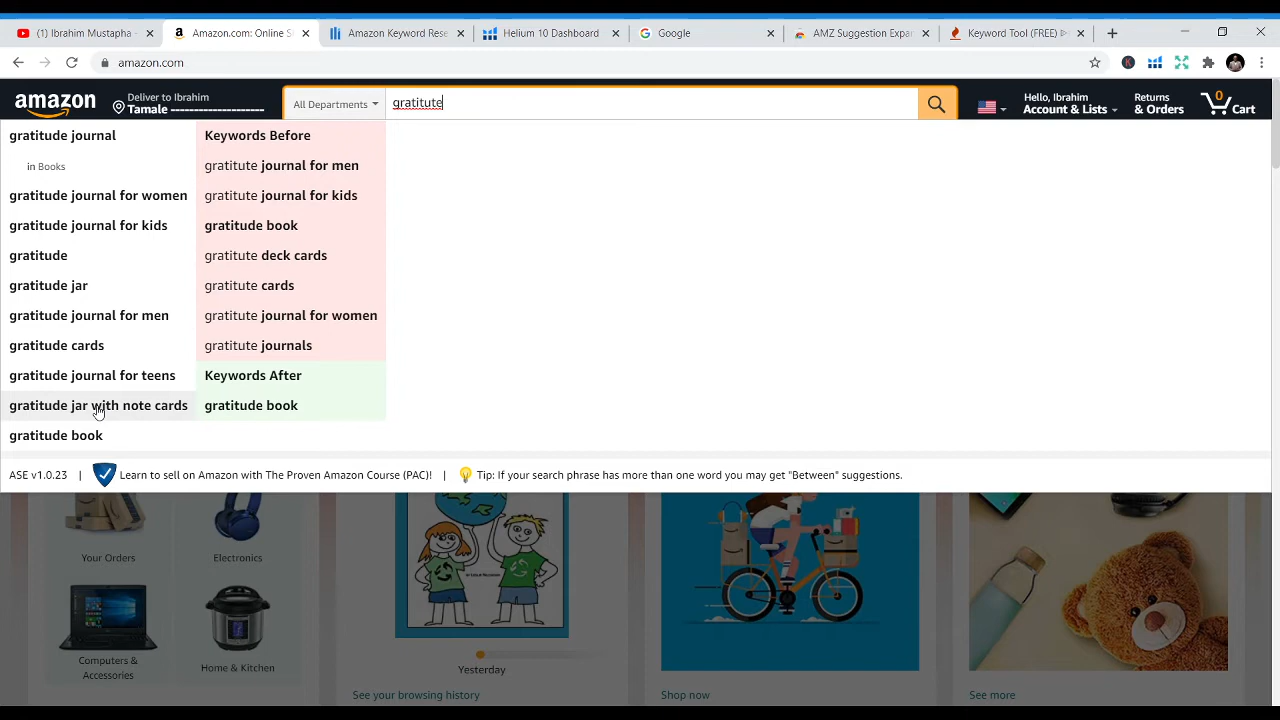 (1) Ibrahim Mustapha -
Amazon.com: Online S
Amazon Keyword Rese
Helium 10 Dashboard
Google
AMZ Suggestion Expa
Keyword Tool (FREE)
amazon.com
amazon
Deliver to Ibrahim
Tamale ------------------
All Departments
gratitute
Hello, Ibrahim
Account & Lists
Returns
& Orders
0
Cart
gratitude journal
in Books
gratitude journal for women
gratitude journal for kids
gratitude
gratitude jar
gratitude journal for men
gratitude cards
gratitude journal for teens
gratitude jar with note cards
gratitude book
Keywords Before
gratitute journal for men
gratitute journal for kids
gratitude book
gratitute deck cards
gratitute cards
gratitute journal for women
gratitute journals
Keywords After
gratitude book
ASE v1.0.23 | Learn to sell on Amazon with The Proven Amazon Course (PAC)! | Tip: If your search phrase has more than one word you may get "Between" suggestions.
Your Orders
Electronics
Computers &
Accessories
Home & Kitchen
Yesterday
See your browsing history
Shop now
See more